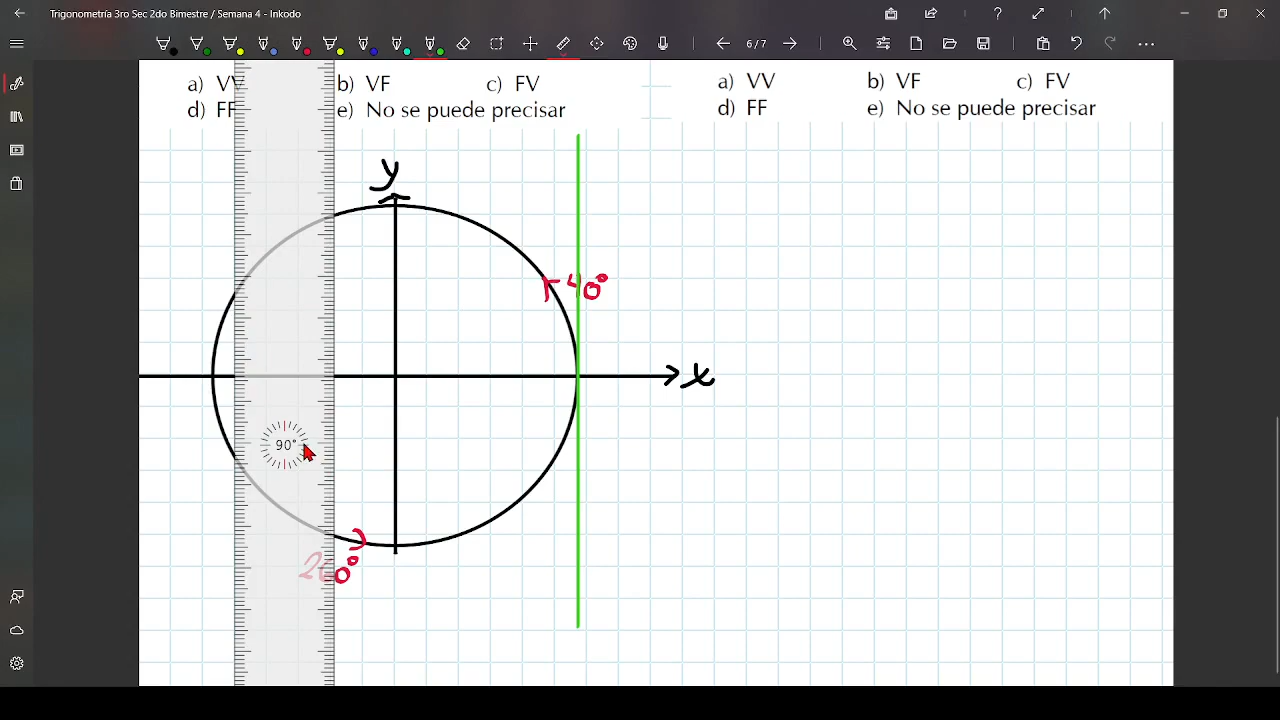 Trigonometría 3ro Sec 2do Bimestre / Semana 4 - Inkodo
6/7
a) VV b) VF c) FV
d) FF e) No se puede precisar
a) VV b) VF c) FV
d) FF e) No se puede precisar
y
40°
x
90°
260°